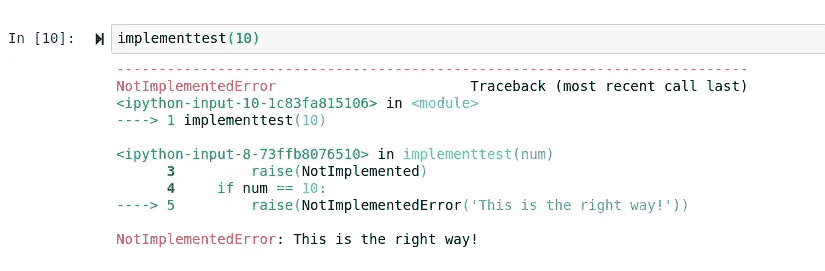 In [10]: implementtest(10)
---------------------------------------------------------------------------
NotImplementedError                       Traceback (most recent call last)
<ipython-input-10-1c83fa815106> in <module>
----> 1 implementtest(10)
<ipython-input-8-73ffb8076510> in implementtest(num)
      3         raise(NotImplemented)
      4     if num == 10:
----> 5         raise(NotImplementedError('This is the right way!'))
NotImplementedError: This is the right way!